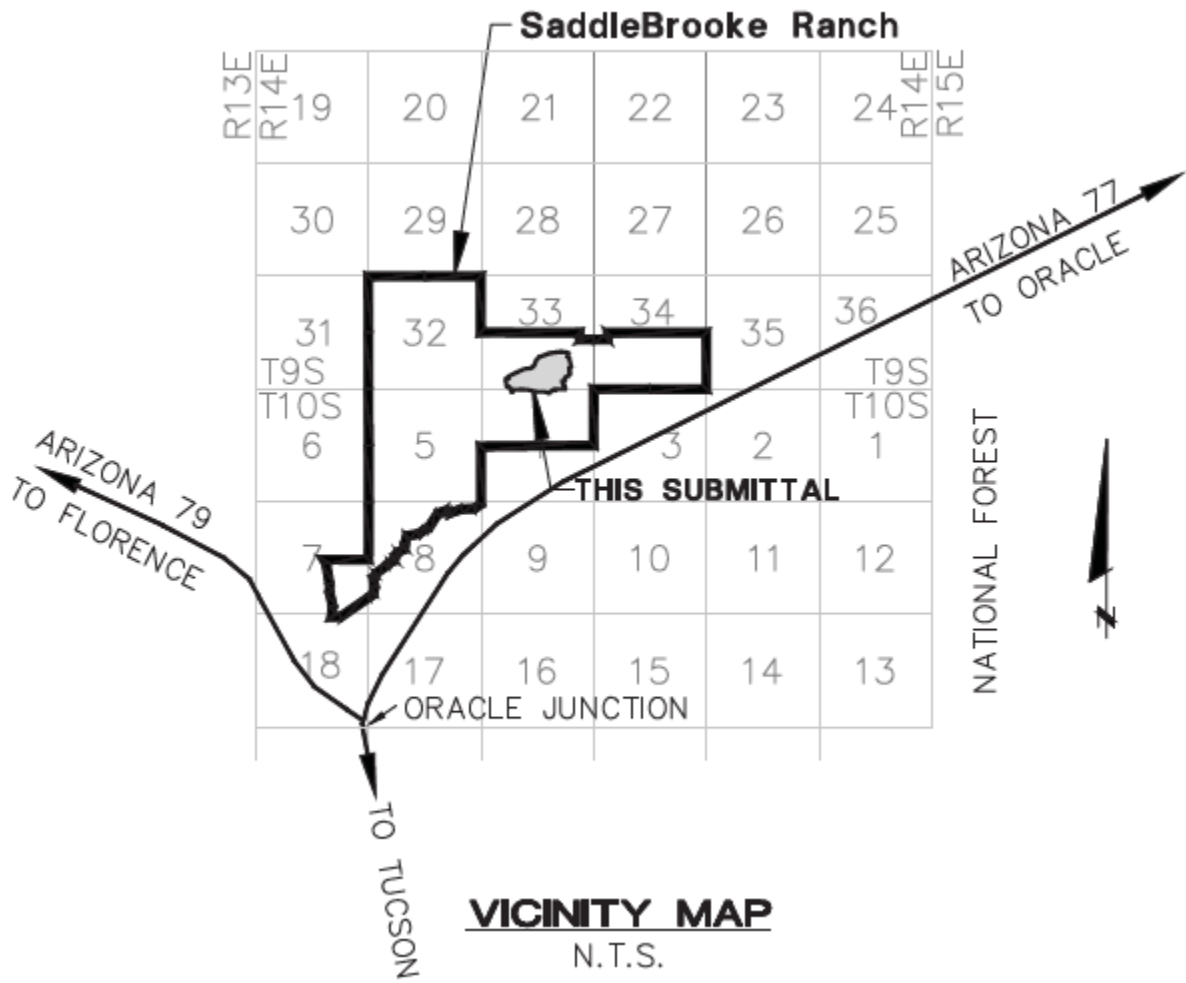 SaddleBrooke Ranch
R13E
R14E
19 20 21 22 23 24
R14E
R15E
30 29 28 27 26 25
ARIZONA 77
TO ORACLE
31 32 33 34 35 36
T9S T9S
T10S T10S
6 5 3 2 1
ARIZONA 79
TO FLORENCE
THIS SUBMITTAL
NATIONAL FOREST
7 8 9 10 11 12
N
18 17 16 15 14 13
ORACLE JUNCTION
TO TUCSON
VICINITY MAP
N.T.S.